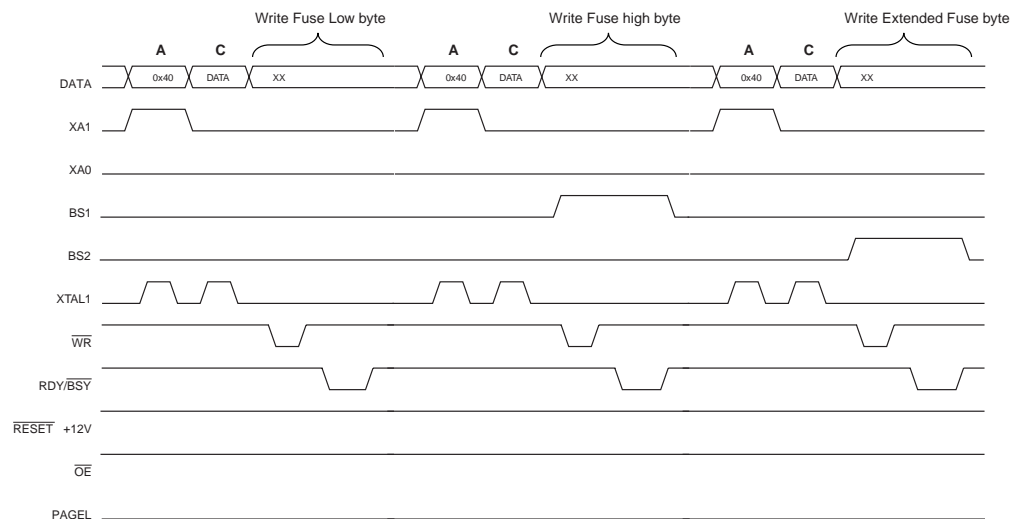 Write Fuse Low byte Write Fuse high byte Write Extended Fuse byte
A C A C A C
DATA 0x40 DATA XX 0x40 DATA XX 0x40 DATA XX
XA1
XA0
BS1
BS2
XTAL1
WR
RDY/BSY
RESET +12V
OE
PAGEL